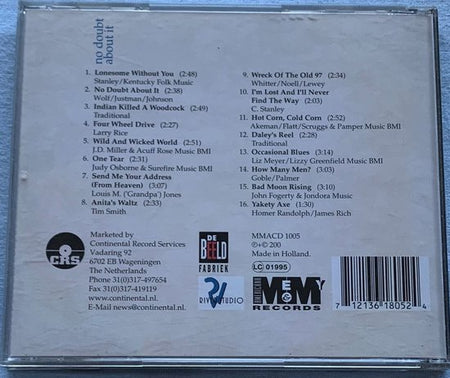 no doubt
about it
1. Lonesome Without You (2:48)
Stanley/Kentucky Folk Music
2. No Doubt About It (2:38)
Wolf/Justman/Johnson
3. Indian Killed A Woodcock (2:49)
Traditional
4. Four Wheel Drive (2:44)
Larry Rice
5. Wild And Wicked World (2:51)
J.D. Miller & Acuff Rose Music BMI
6. One Tear (2:31)
Judy Osborne & Surefire Music BMI
7. Send Me Your Address
(From Heaven) (3:07)
Louis M. ('Grandpa') Jones
8. Anita's Waltz (2:33)
Tim Smith
9. Wreck Of The Old 97 (2:34)
Whitter/Noell/Lewey
10. I'm Lost And I'll Never
Find The Way (2:03)
C. Stanley
11. Hot Corn, Cold Corn (2:52)
Akeman/Flatt/Scruggs & Pamper Music BMI
12. Daley's Reel (2:28)
Traditional
13. Occasional Blues (3:14)
Liz Meyer/Lizzy Greenfield Music BMI
14. How Many Men? (3:09)
Goble/Palmer
15. Bad Moon Rising (3:10)
John Fogerty & Jondora Music
16. Yakety Axe (1:41)
Homer Randolph/James Rich
CRS
Marketed by
Continental Record Services
Vadaring 92
6702 EB Wageningen
The Netherlands
Phone 31(0)317-497654
Fax 31(0)317-419119
www.continental.nl
E-Mail news@continental.nl
DE
BEELD
FABRIEK
MMACD 1005
℗+© 200
Made in Holland.
LC 01995
MeMy
RECORDS
7 12136 18052 4